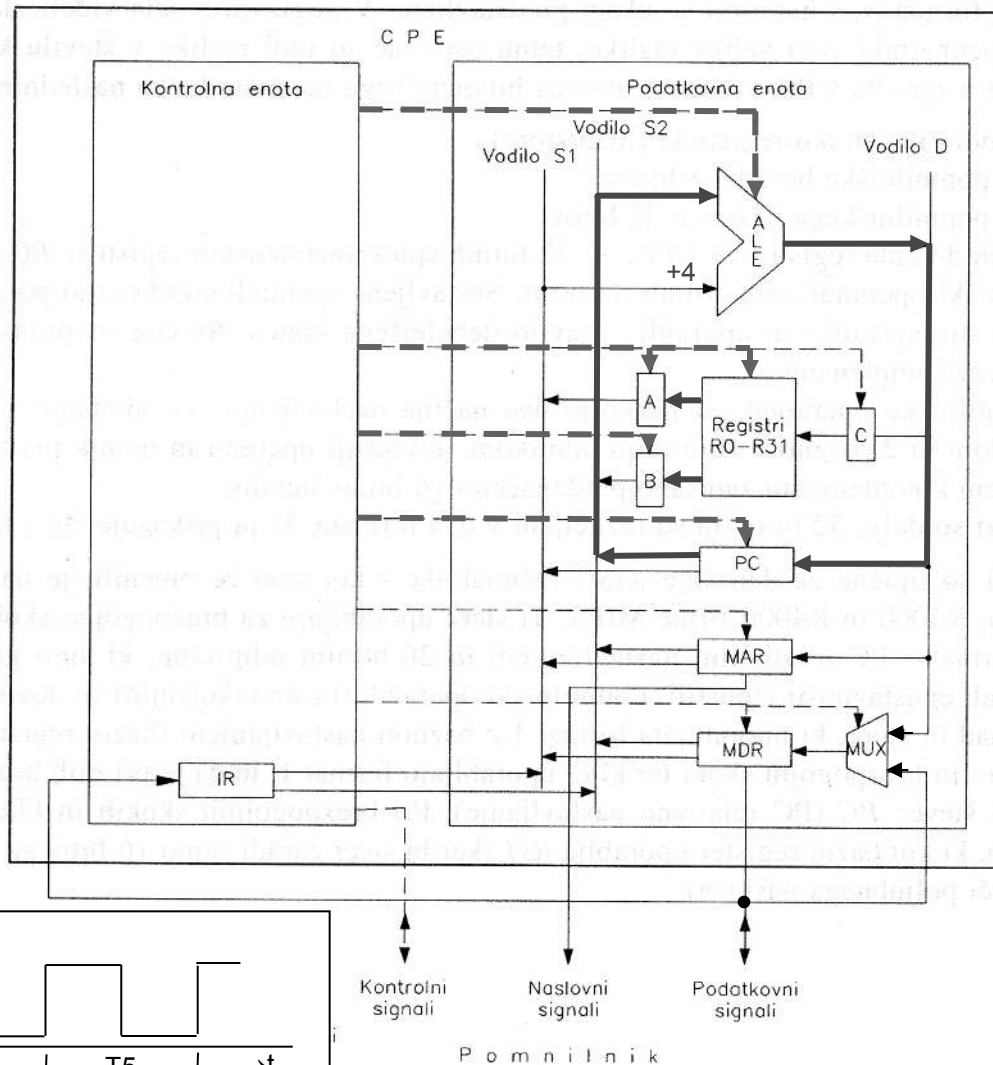 C P E
Kontrolna enota
Podatkovna enota
Vodilo S2
Vodilo S1
Vodilo D
A
L
E
+4
A
Registri
R0-R31
C
B
PC
MAR
MDR
MUX
IR
Kontrolni
signali
Naslovni
signali
Podatkovni
signali
i
T5
t
P o m n i l n i k